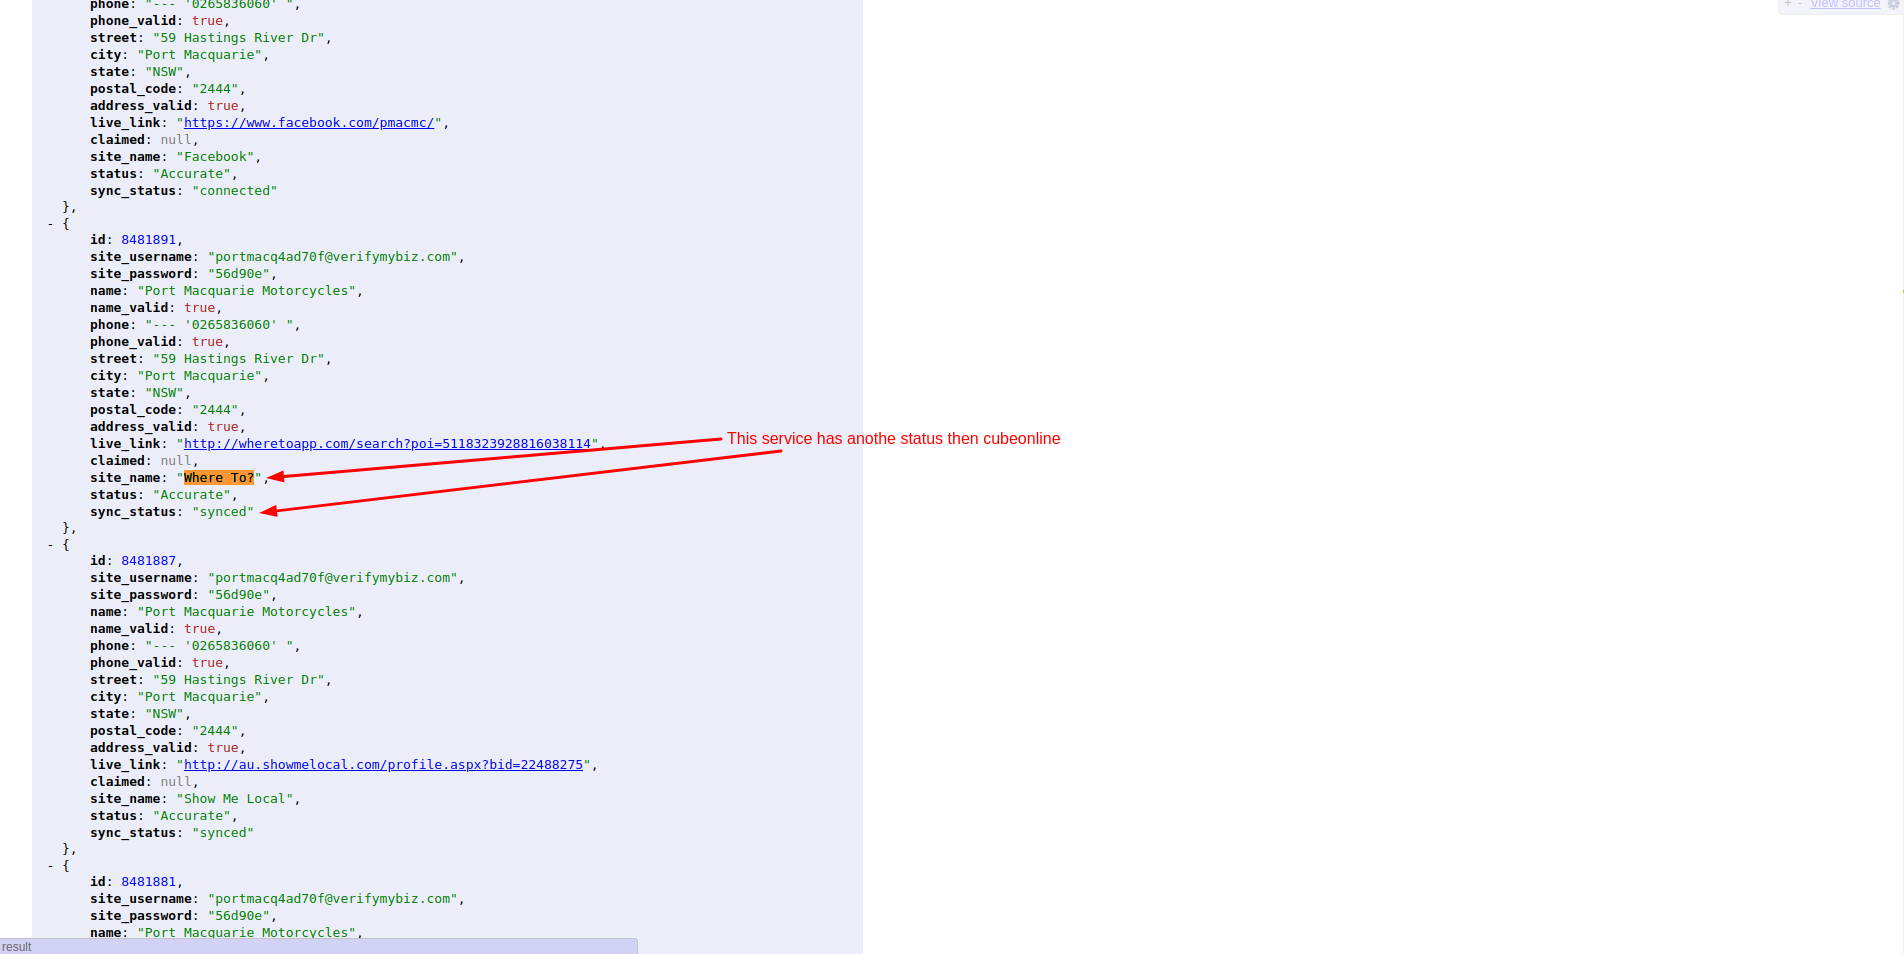 phone: "--- '0265836060' ",
+ - View source
phone_valid: true,
street: "59 Hastings River Dr",
city: "Port Macquarie",
state: "NSW",
postal_code: "2444",
address_valid: true,
live_link: "https://www.facebook.com/pmacmc/",
claimed: null,
site_name: "Facebook",
status: "Accurate",
sync_status: "connected"
},
- {
id: 8481891,
site_username: "portmacq4ad70f@verifymybiz.com",
site_password: "56d90e",
name: "Port Macquarie Motorcycles",
name_valid: true,
phone: "--- '0265836060' ",
phone_valid: true,
street: "59 Hastings River Dr",
city: "Port Macquarie",
state: "NSW",
postal_code: "2444",
address_valid: true,
live_link: "http://wheretoapp.com/search?poi=5118323928816038114",
This service has anothe status then cubeonline
claimed: null,
site_name: "Where To?",
status: "Accurate",
sync_status: "synced"
},
- {
id: 8481887,
site_username: "portmacq4ad70f@verifymybiz.com",
site_password: "56d90e",
name: "Port Macquarie Motorcycles",
name_valid: true,
phone: "--- '0265836060' ",
phone_valid: true,
street: "59 Hastings River Dr",
city: "Port Macquarie",
state: "NSW",
postal_code: "2444",
address_valid: true,
live_link: "http://au.showmelocal.com/profile.aspx?bid=22488275",
claimed: null,
site_name: "Show Me Local",
status: "Accurate",
sync_status: "synced"
},
- {
id: 8481881,
site_username: "portmacq4ad70f@verifymybiz.com",
site_password: "56d90e",
name: "Port Macquarie Motorcycles",
result